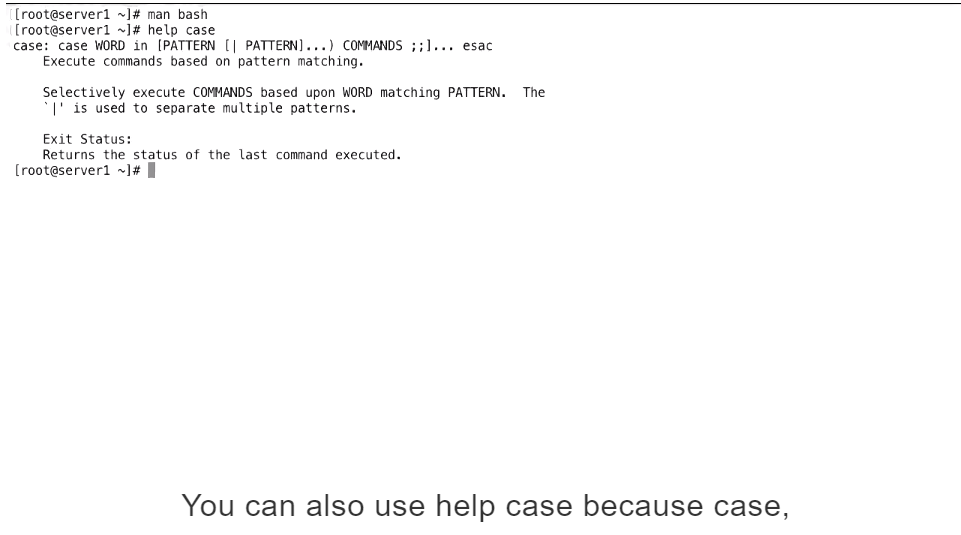 [[root@server1 ~]# man bash
[[root@server1 ~]# help case
case: case WORD in [PATTERN [| PATTERN]...) COMMANDS ;;]... esac
    Execute commands based on pattern matching.

    Selectively execute COMMANDS based upon WORD matching PATTERN.  The
    `|' is used to separate multiple patterns.

    Exit Status:
    Returns the status of the last command executed.
[root@server1 ~]#
You can also use help case because case,